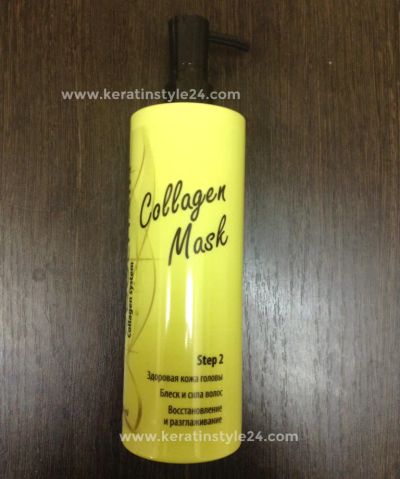 www.keratinstyle24.com
Collagen
Mask
Collagen system
Step 2
Здоровая кожа головы
Блеск и сила волос
Восстановление
и разглаживание
www.keratinstyle24.com